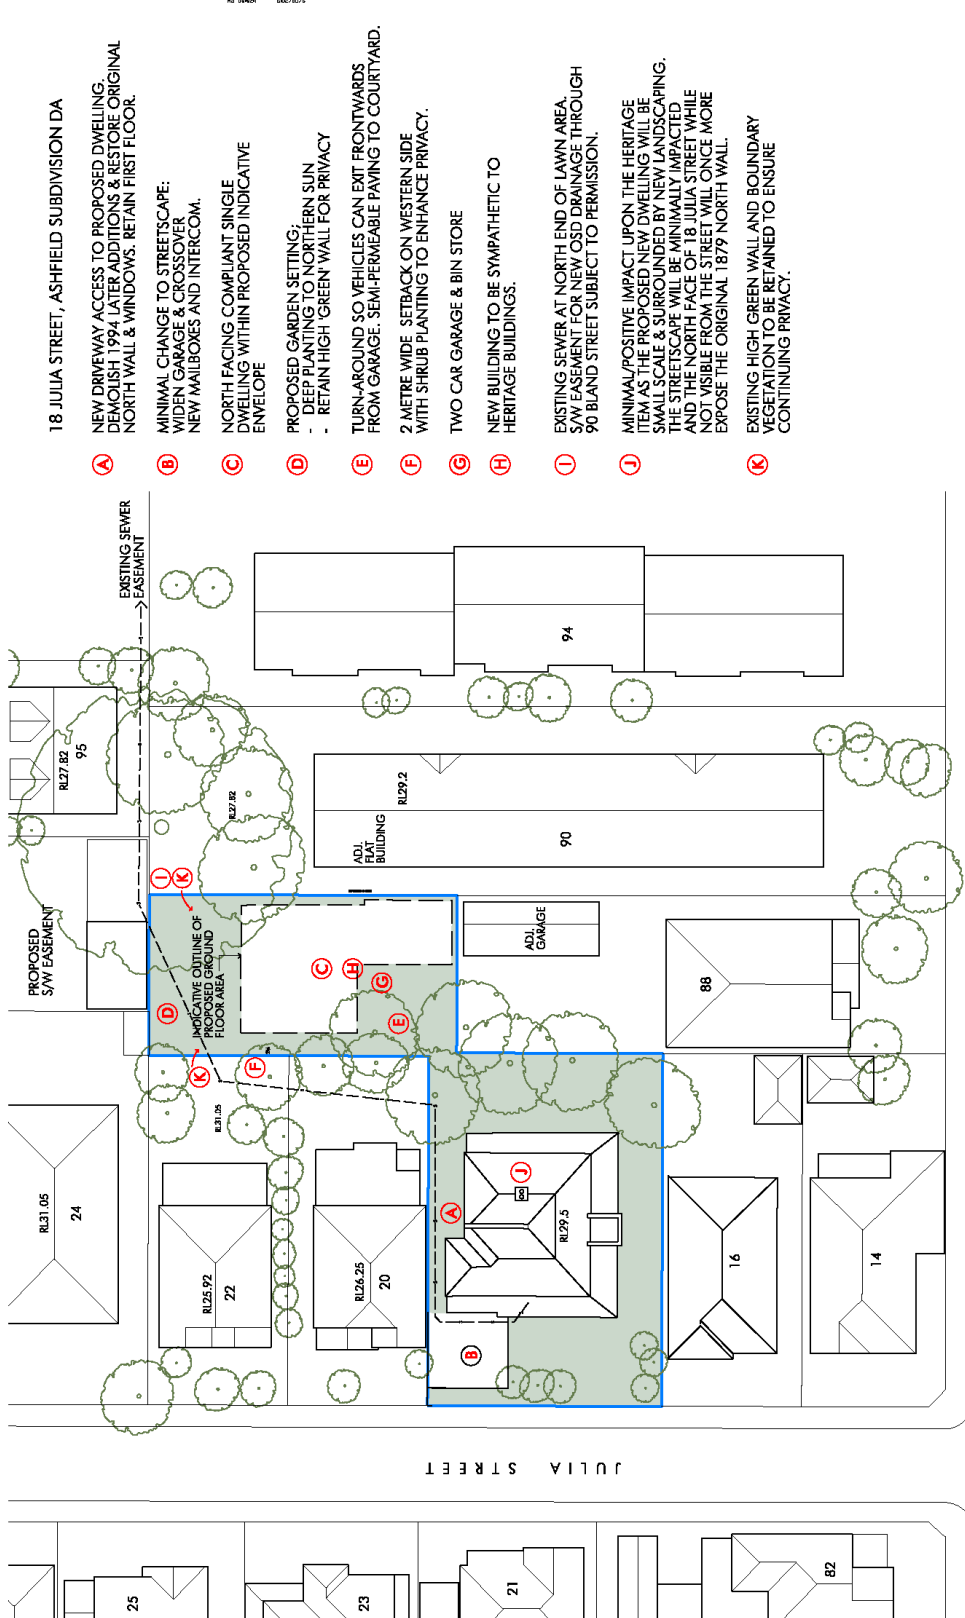 18 JULIA STREET, ASHFIELD SUBDIVISION DA
A
NEW DRIVEWAY ACCESS TO PROPOSED DWELLING.
DEMOLISH 1994 LATER ADDITIONS & RESTORE ORIGINAL
NORTH WALL & WINDOWS. RETAIN FIRST FLOOR.
B
MINIMAL CHANGE TO STREETSCAPE:
WIDEN GARAGE & CROSSOVER
NEW MAILBOXES AND INTERCOM.
C
NORTH FACING COMPLIANT SINGLE
DWELLING WITHIN PROPOSED INDICATIVE
ENVELOPE
D
PROPOSED GARDEN SETTING;
- DEEP PLANTING TO NORTHERN SUN
- RETAIN HIGH 'GREEN' WALL FOR PRIVACY
E
TURN-AROUND SO VEHICLES CAN EXIT FRONTWARDS
FROM GARAGE. SEMI-PERMEABLE PAVING TO COURTYARD.
F
2 METRE WIDE SETBACK ON WESTERN SIDE
WITH SHRUB PLANTING TO ENHANCE PRIVACY.
G
TWO CAR GARAGE & BIN STORE
H
NEW BUILDING TO BE SYMPATHETIC TO
HERITAGE BUILDINGS.
I
EXISTING SEWER AT NORTH END OF LAWN AREA.
S/W EASEMENT FOR NEW OSD DRAINAGE THROUGH
90 BLAND STREET SUBJECT TO PERMISSION.
J
MINIMAL/POSITIVE IMPACT UPON THE HERITAGE
ITEM AS THE PROPOSED NEW DWELLING WILL BE
SMALL SCALE & SURROUNDED BY NEW LANDSCAPING.
THE STREETSCAPE WILL BE MINIMALLY IMPACTED
AND THE NORTH FACE OF 18 JULIA STREET WHILE
NOT VISIBLE FROM THE STREET WILL ONCE MORE
EXPOSE THE ORIGINAL 1879 NORTH WALL.
K
EXISTING HIGH GREEN WALL AND BOUNDARY
VEGETATION TO BE RETAINED TO ENSURE
CONTINUING PRIVACY.
EXISTING SEWER
EASEMENT
94
RL27.82
95
RL27.82
RL29.2
ADJ.
FLAT
BUILDING
90
PROPOSED
S/W EASEMENT
I
K
INDICATIVE OUTLINE OF
PROPOSED GROUND
FLOOR AREA
D
C
H
G
E
K
F
ADJ.
GARAGE
88
RL31.05
RL31.05
24
RL25.92
22
RL26.25
20
A
J
RL29.5
B
16
14
JULIA STREET
25
23
21
82